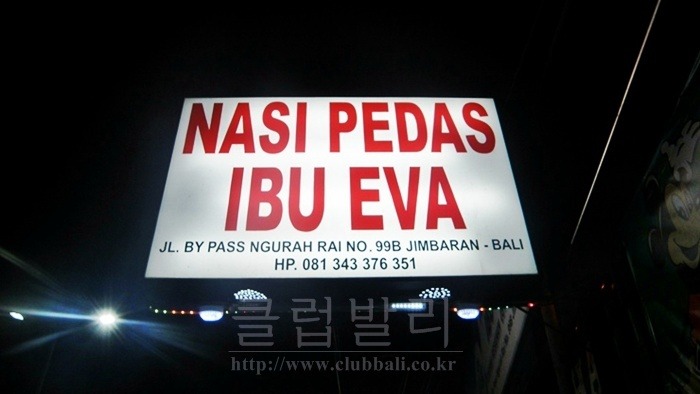 NASI PEDAS
IBU EVA
JL. BY PASS NGURAH RAI NO. 99B JIMBARAN - BALI
HP. 081 343 376 351
클럽발리
http://www.clubbali.co.kr